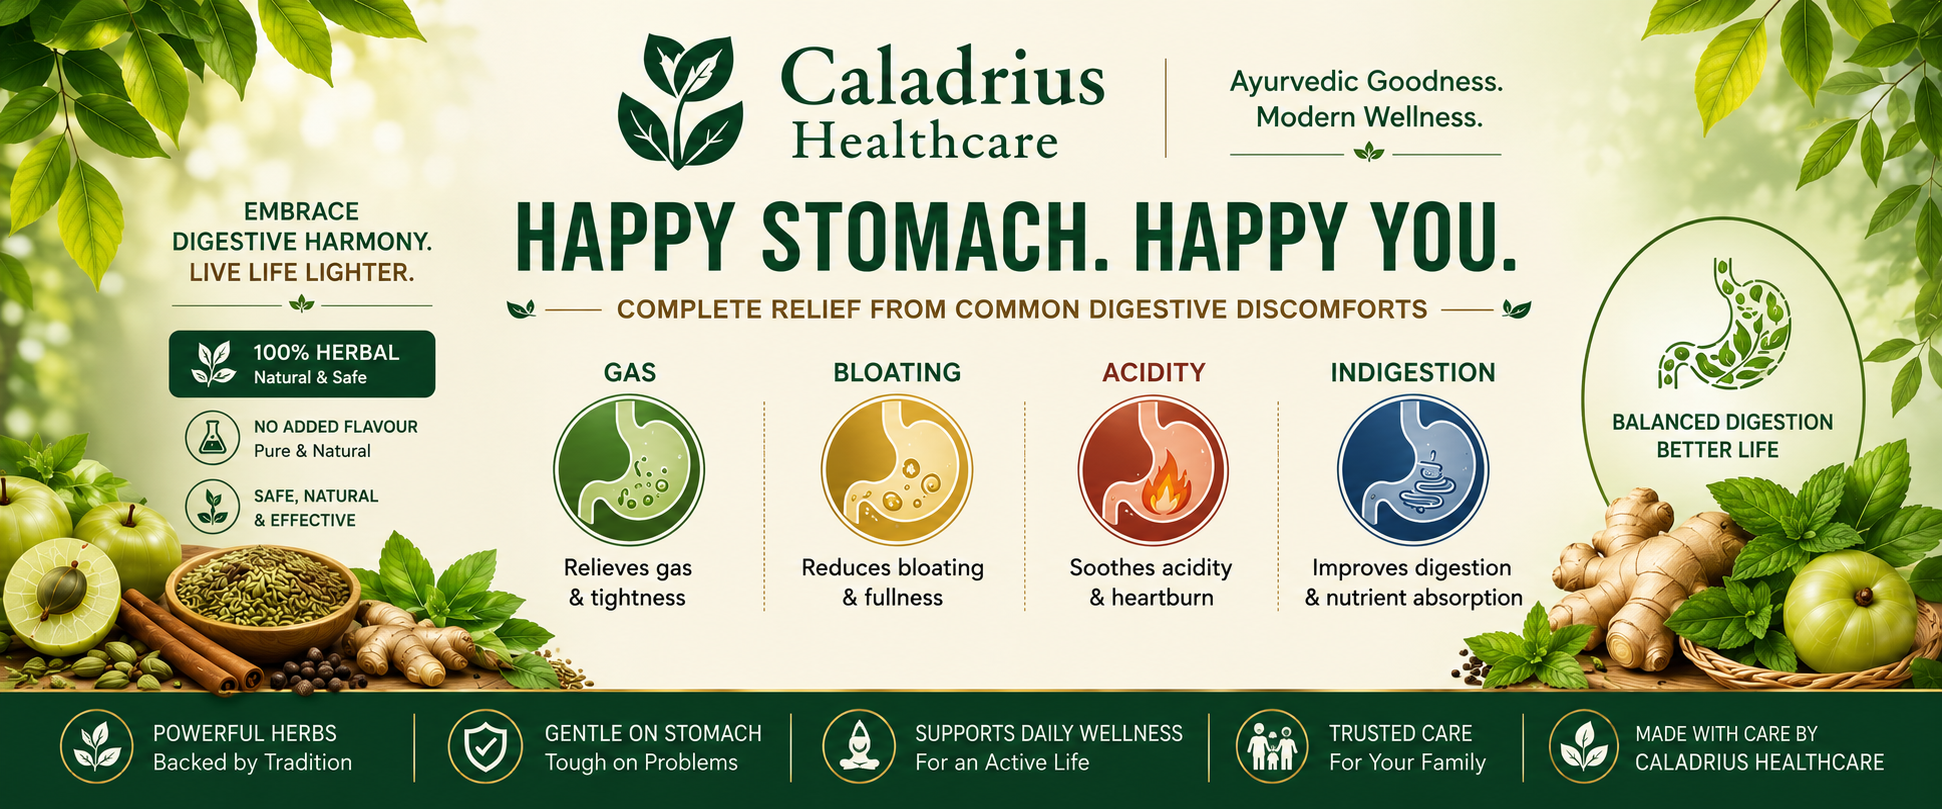 Caladrius
Healthcare
Ayurvedic Goodness.
Modern Wellness.
EMBRACE
DIGESTIVE HARMONY.
LIVE LIFE LIGHTER.
100% HERBAL
Natural & Safe
NO ADDED FLAVOUR
Pure & Natural
SAFE, NATURAL
& EFFECTIVE
HAPPY STOMACH. HAPPY YOU.
COMPLETE RELIEF FROM COMMON DIGESTIVE DISCOMFORTS
GAS
Relieves gas
& tightness
BLOATING
Reduces bloating
& fullness
ACIDITY
Soothes acidity
& heartburn
INDIGESTION
Improves digestion
& nutrient absorption
BALANCED DIGESTION
BETTER LIFE
POWERFUL HERBS
Backed by Tradition
GENTLE ON STOMACH
Tough on Problems
SUPPORTS DAILY WELLNESS
For an Active Life
TRUSTED CARE
For Your Family
MADE WITH CARE BY
CALADRIUS HEALTHCARE